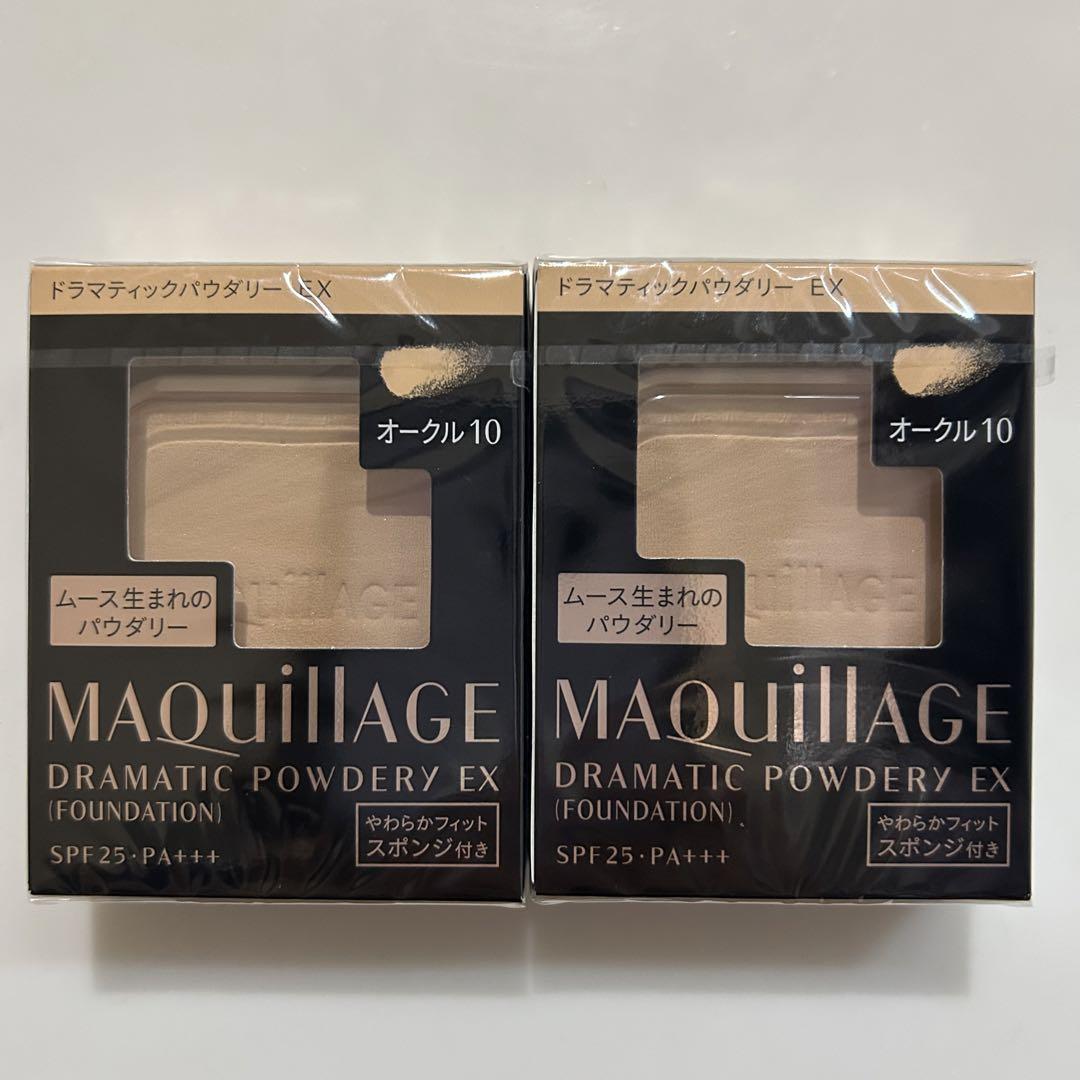 ドラマティックパウダリー EX
オークル10
ムース生まれの
パウダリー
MAQuillAGE
MAQuillAGE
DRAMATIC POWDERY EX
(FOUNDATION)
やわらかフィット
スポンジ付き
SPF25・PA+++
ドラマティックパウダリー EX
オークル10
ムース生まれの
パウダリー
MAQuillAGE
DRAMATIC POWDERY EX
(FOUNDATION)
やわらかフィット
スポンジ付き
SPF25・PA+++